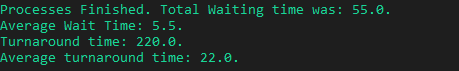 Processes Finished. Total Waiting time was: 55.0.
Average Wait Time: 5.5.
Turnaround time: 220.0.
Average turnaround time: 22.0.